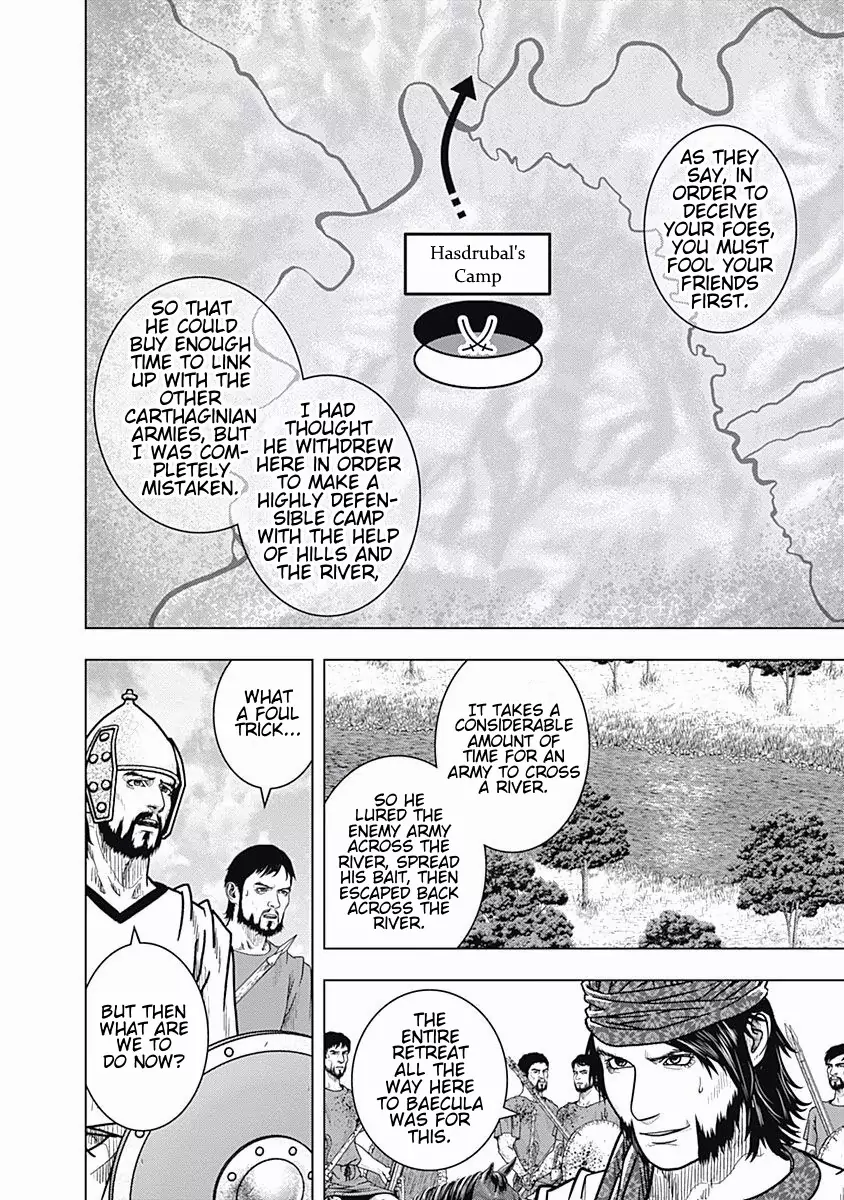 AS THEY
SAY, IN
ORDER TO
DECEIVE
YOUR FOES,
YOU MUST
FOOL YOUR
FRIENDS
FIRST.
Hasdrubal's
Camp
I HAD
THOUGHT
HE WITHDREW
HERE IN ORDER
TO MAKE A
HIGHLY DEFEN-
SIBLE CAMP
WITH THE HELP
OF HILLS AND
THE RIVER,
SO THAT
HE COULD
BUY ENOUGH
TIME TO LINK
UP WITH THE
OTHER
CARTHAGINIAN
ARMIES, BUT
I WAS COM-
PLETELY
MISTAKEN.
IT TAKES A
CONSIDERABLE
AMOUNT OF
TIME FOR AN
ARMY TO CROSS
A RIVER.
SO HE
LURED THE
ENEMY ARMY
ACROSS THE
RIVER, SPREAD
HIS BAIT, THEN
ESCAPED BACK
ACROSS THE
RIVER.
WHAT
A FOUL
TRICK...
BUT THEN
WHAT ARE
WE TO
DO NOW?
THE
ENTIRE
RETREAT
ALL THE
WAY HERE
TO BAECULA
WAS FOR
THIS.